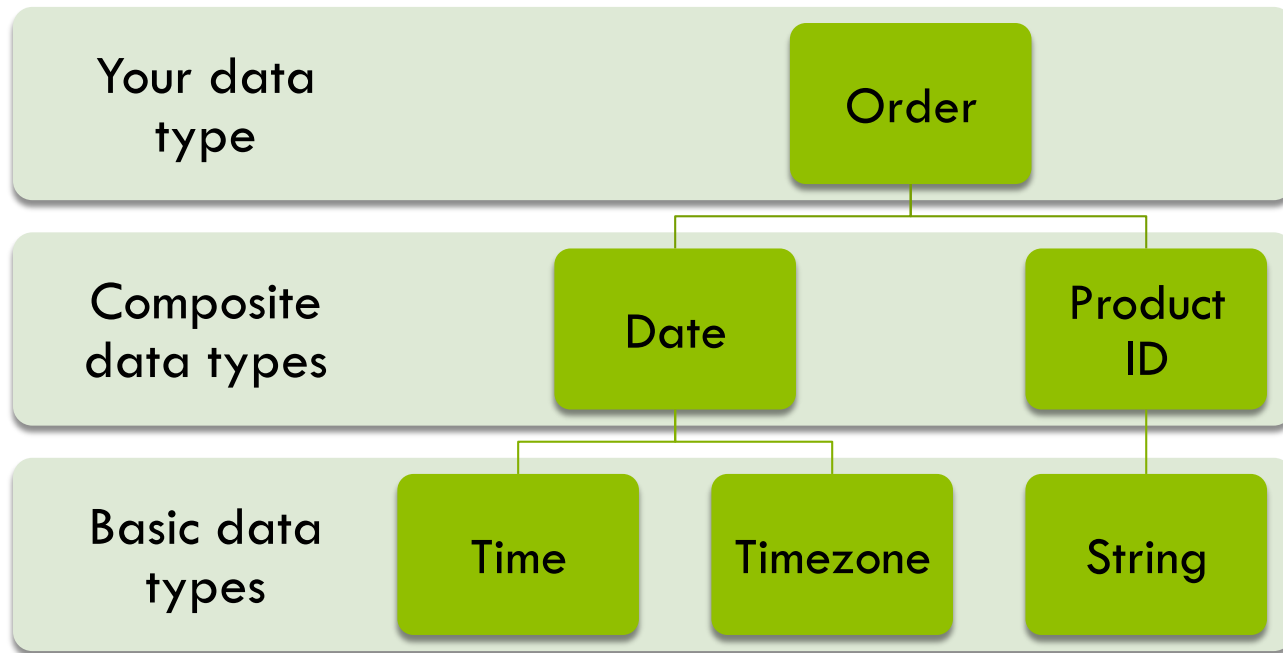 Your data
type
Order
Composite
data types
Date
Product
ID
Basic data
types
Time
Timezone
String